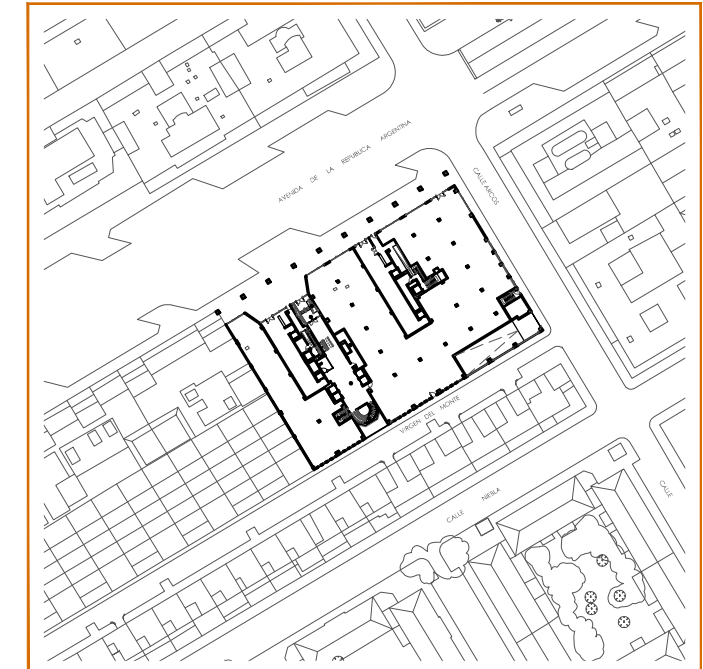 AVENIDA DE LA REPUBLICA ARGENTINA
CALLE ARCOS
VIRGEN DEL MONTE
CALLE NIEBLA
CALLE